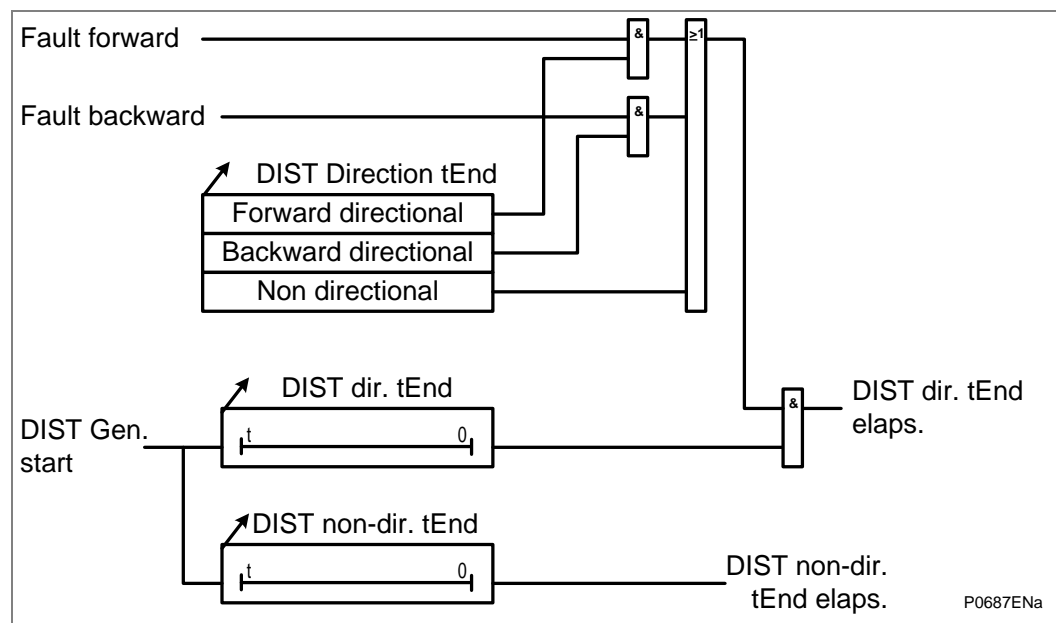 Fault forward
&
≥1
Fault backward
&
DIST Direction tEnd
Forward directional
Backward directional
Non directional
DIST dir. tEnd
&
DIST dir. tEnd
elaps.
DIST Gen.
start
t 0
DIST non-dir. tEnd
t 0
DIST non-dir.
tEnd elaps.
P0687ENa